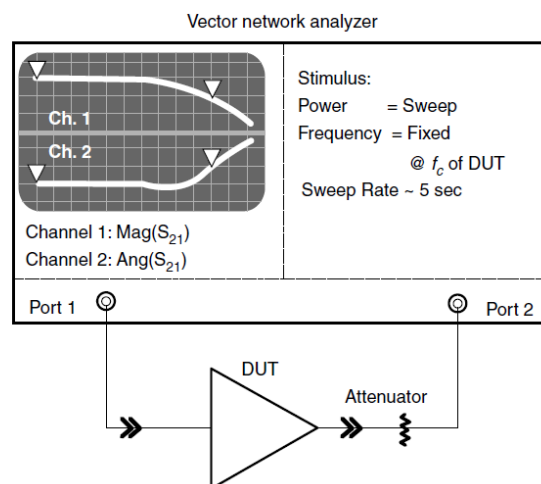 Vector network analyzer
Ch. 1
Ch. 2
Channel 1: Mag(S21)
Channel 2: Ang(S21)
Stimulus:
Power = Sweep
Frequency = Fixed
@ fc of DUT
Sweep Rate ~ 5 sec
Port 1
Port 2
DUT
Attenuator